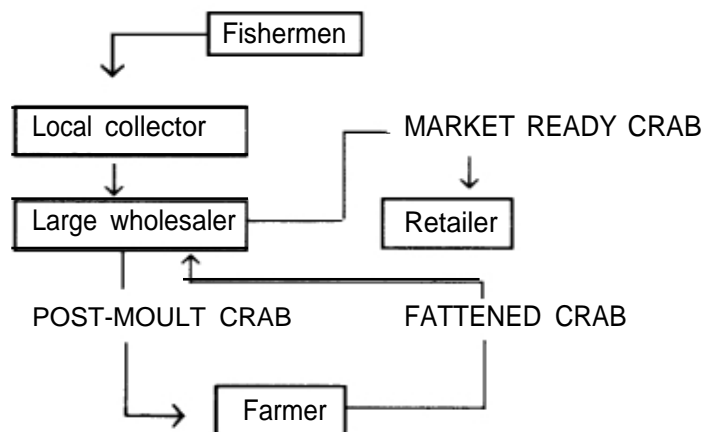 Fishermen
Local collector
MARKET READY CRAB
Large wholesaler
Retailer
POST-MOULT CRAB
FATTENED CRAB
Farmer